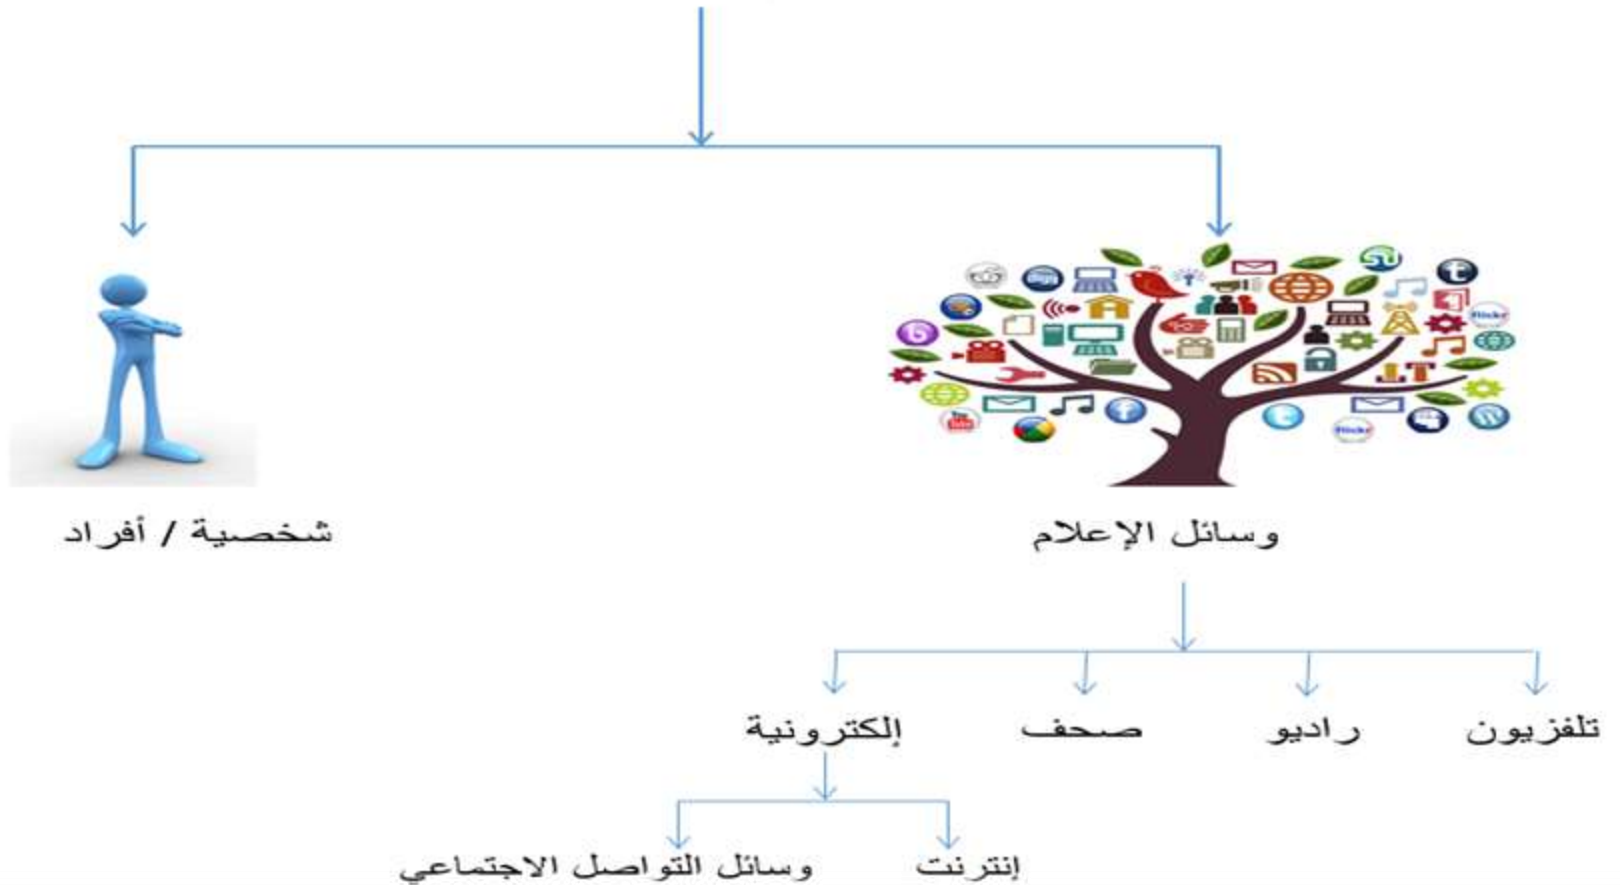 وسائل الإعلام
شخصية / أفراد
تلفزيون
راديو
صحف
إلكترونية
إنترنت
وسائل التواصل الاجتماعي